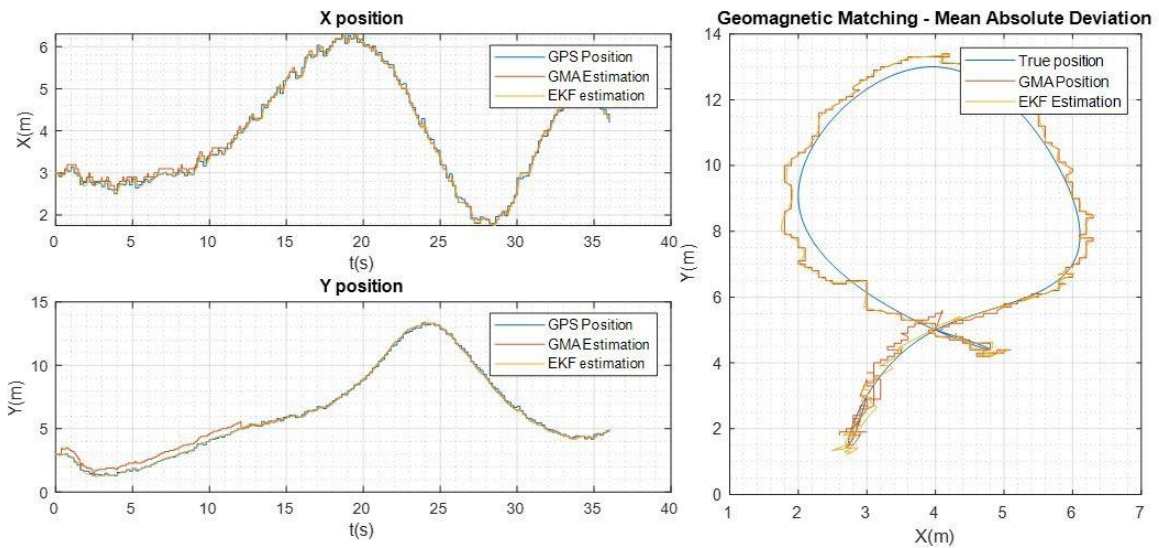 X position
6
5
4
3
2
X(m)
GPS Position
GMA Estimation
EKF estimation
0 5 10 15 20 25 30 35 40
t(s)
Y position
15
10
5
0
Y(m)
GPS Position
GMA Estimation
EKF estimation
0 5 10 15 20 25 30 35 40
t(s)
Geomagnetic Matching - Mean Absolute Deviation
14
12
10
8
6
4
2
0
Y(m)
True position
GMA Position
EKF Estimation
1 2 3 4 5 6 7
X(m)